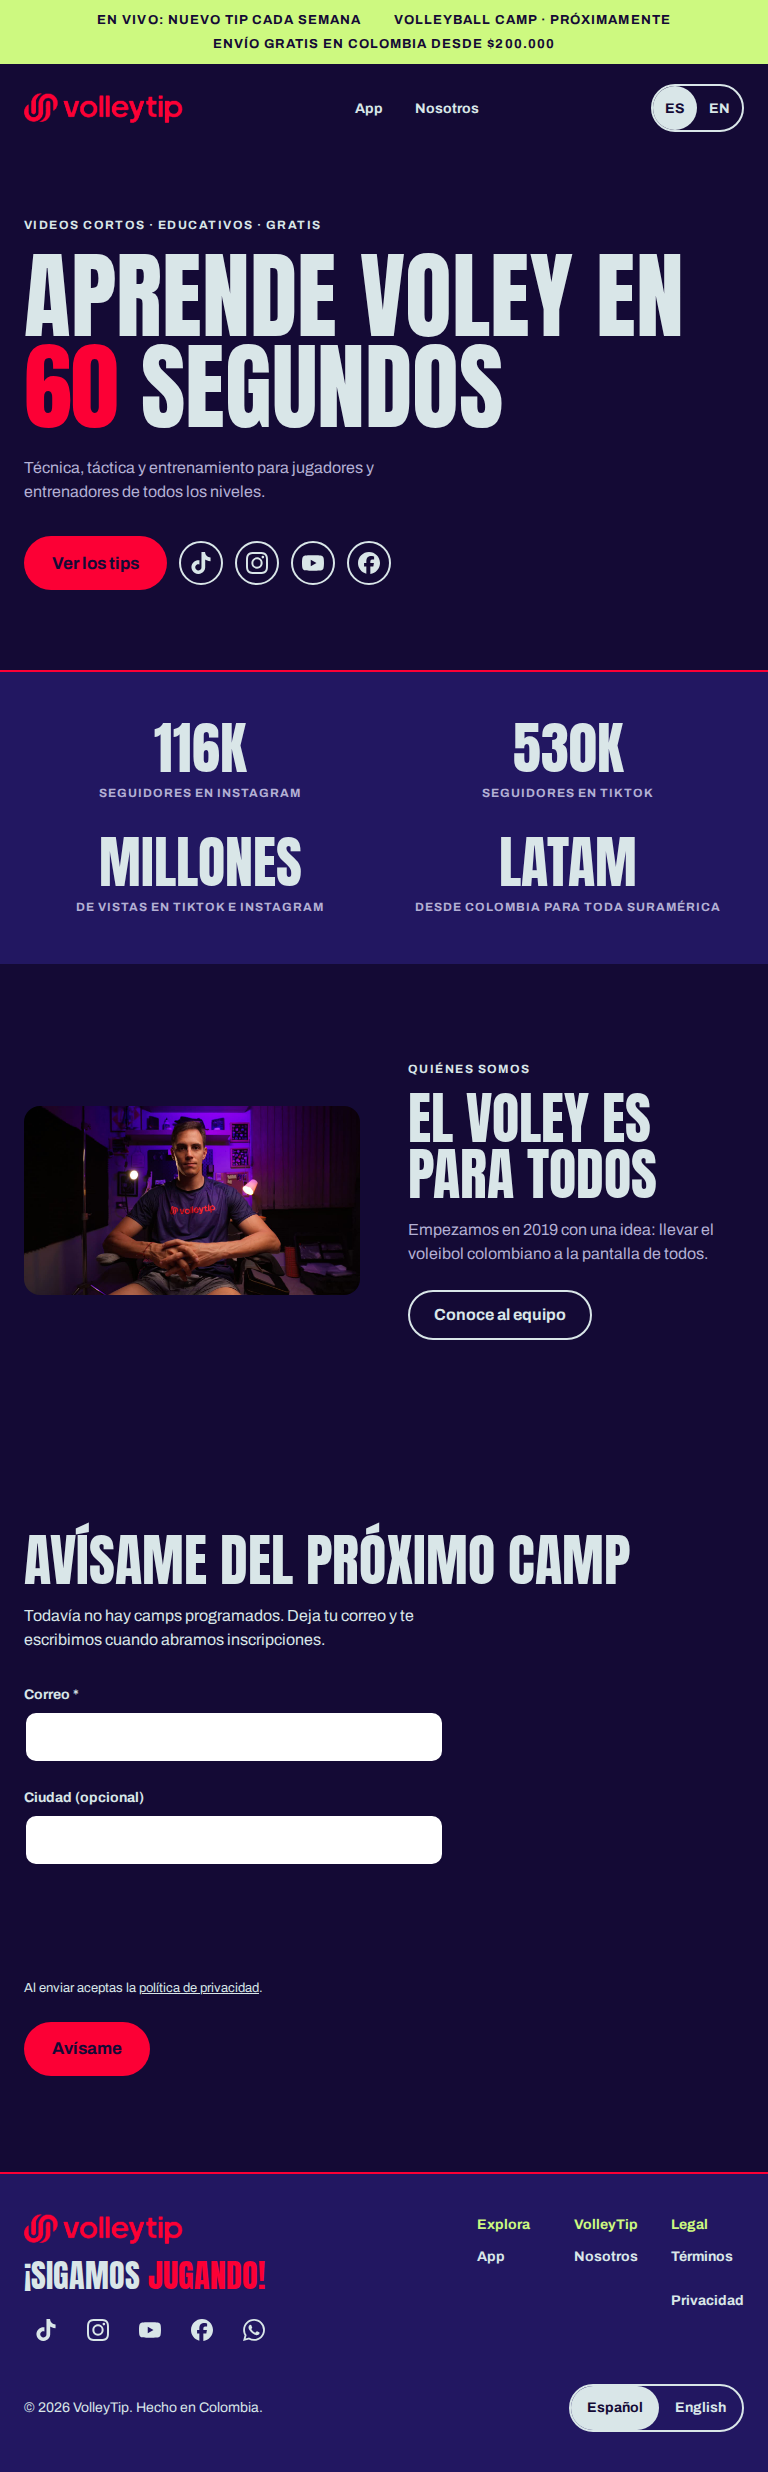 EN VIVO: NUEVO TIP CADA SEMANA VOLLEYBALL CAMP · PRÓXIMAMENTE
ENVÍO GRATIS EN COLOMBIA DESDE $200.000
volleytip App Nosotros ES EN
VIDEOS CORTOS · EDUCATIVOS · GRATIS
APRENDE VOLEY EN
60 SEGUNDOS
Técnica, táctica y entrenamiento para jugadores y
entrenadores de todos los niveles.
Ver los tips
116K
SEGUIDORES EN INSTAGRAM
530K
SEGUIDORES EN TIKTOK
MILLONES
DE VISTAS EN TIKTOK E INSTAGRAM
LATAM
DESDE COLOMBIA PARA TODA SURAMÉRICA
volleytip
QUIÉNES SOMOS
EL VOLEY ES
PARA TODOS
Empezamos en 2019 con una idea: llevar el
voleibol colombiano a la pantalla de todos.
Conoce al equipo
AVÍSAME DEL PRÓXIMO CAMP
Todavía no hay camps programados. Deja tu correo y te
escribimos cuando abramos inscripciones.
Correo *
Ciudad (opcional)
Al enviar aceptas la política de privacidad.
Avísame
volleytip
¡SIGAMOS JUGANDO!
Explora
App
VolleyTip
Nosotros
Legal
Términos
Privacidad
© 2026 VolleyTip. Hecho en Colombia.
Español English